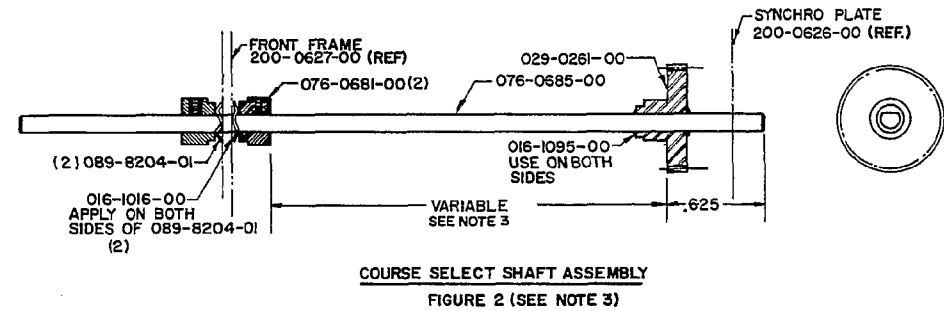 SYNCHRO PLATE
200-0626-00 (REF.)
FRONT FRAME
200-0627-00 (REF)
029-0261-00
076-0681-00(2)
076-0685-00
(2) 089-8204-01
016-1095-00
USE ON BOTH
SIDES
016-1016-00
APPLY ON BOTH
SIDES OF 089-8204-01
(2)
VARIABLE
SEE NOTE 3
.625
COURSE SELECT SHAFT ASSEMBLY
FIGURE 2 (SEE NOTE 3)